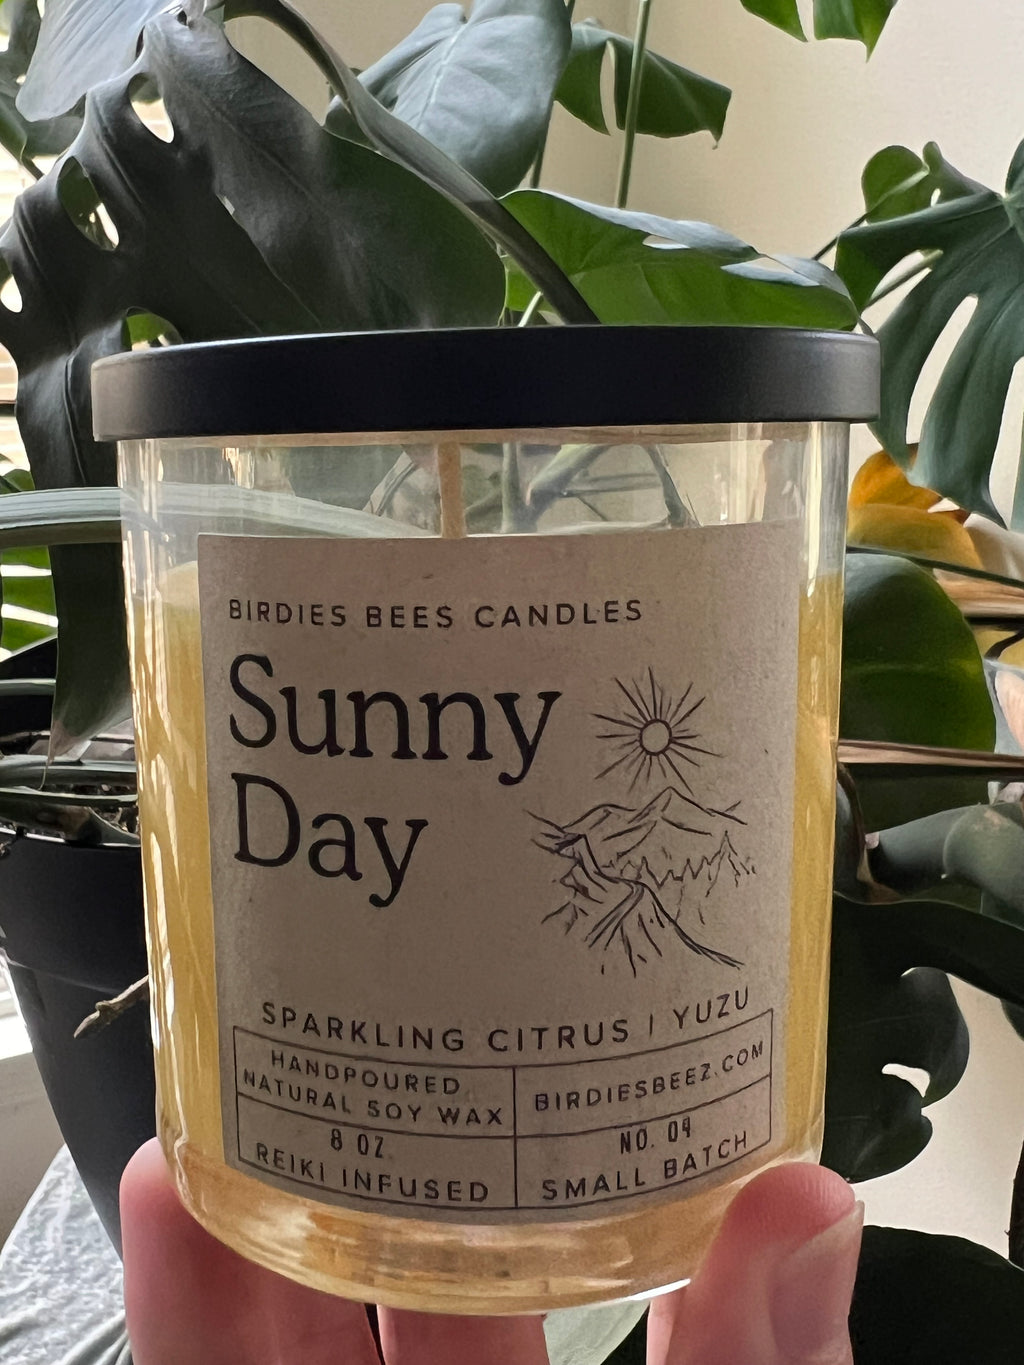 BIRDIES BEES CANDLES
Sunny
Day
SPARKLING CITRUS | YUZU
HANDPOURED
NATURAL SOY WAX
BIRDIESBEEZ.COM
8 OZ
REIKI INFUSED
NO. 09
SMALL BATCH